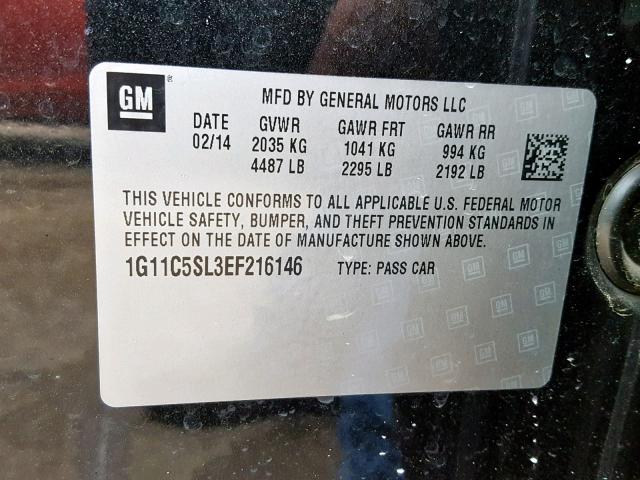 GM ®
MFD BY GENERAL MOTORS LLC
DATE GVWR GAWR FRT GAWR RR
02/14 2035 KG 1041 KG 994 KG
4487 LB 2295 LB 2192 LB
THIS VEHICLE CONFORMS TO ALL APPLICABLE U.S. FEDERAL MOTOR
VEHICLE SAFETY, BUMPER, AND THEFT PREVENTION STANDARDS IN
EFFECT ON THE DATE OF MANUFACTURE SHOWN ABOVE.
1G11C5SL3EF216146 TYPE: PASS CAR